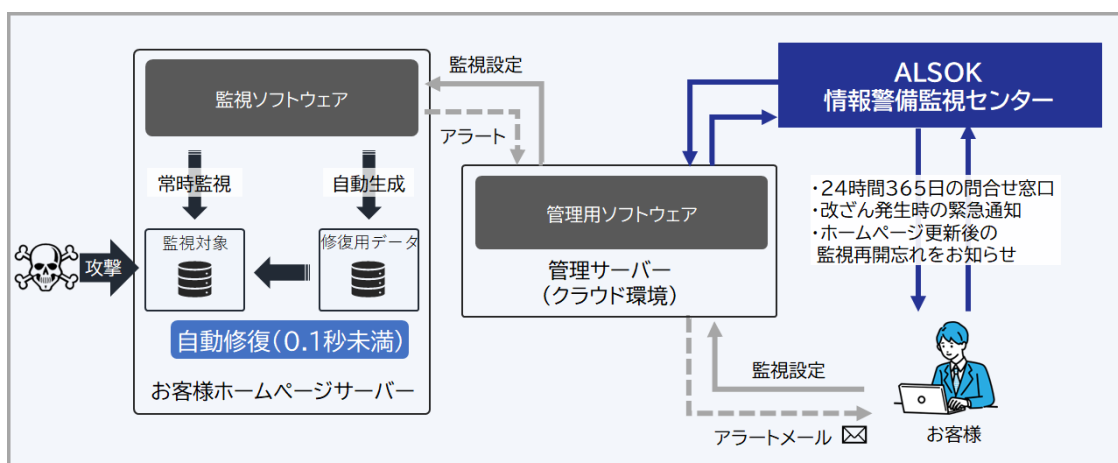 監視ソフトウェア
監視設定
アラート
ALSOK
情報警備監視センター
常時監視
自動生成
監視対象
修復用データ
攻撃
自動修復(0.1秒未満)
お客様ホームページサーバー
管理用ソフトウェア
管理サーバー
(クラウド環境)
・24時間365日の問合せ窓口
・改ざん発生時の緊急通知
・ホームページ更新後の
監視再開忘れをお知らせ
監視設定
アラートメール
お客様